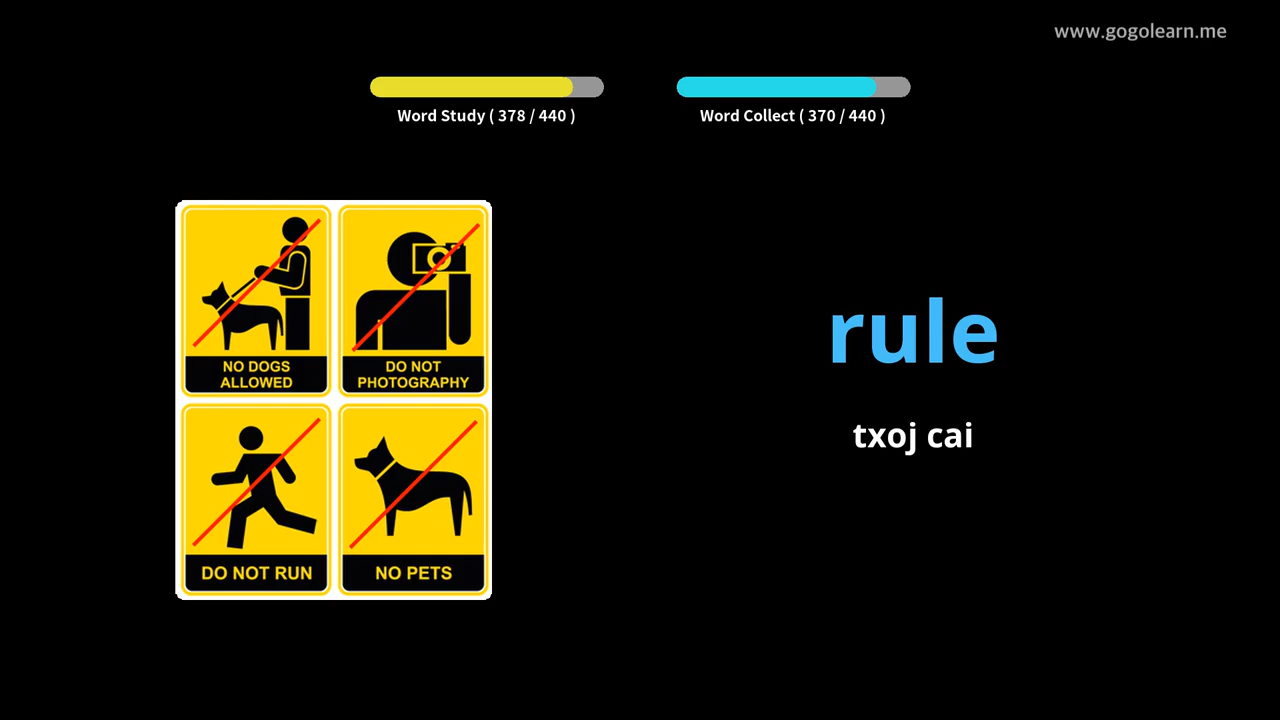 www.gogolearn.me
Word Study ( 378 / 440 )
Word Collect ( 370 / 440 )
NO DOGS
ALLOWED
DO NOT
PHOTOGRAPHY
DO NOT RUN
NO PETS
rule
txoj cai